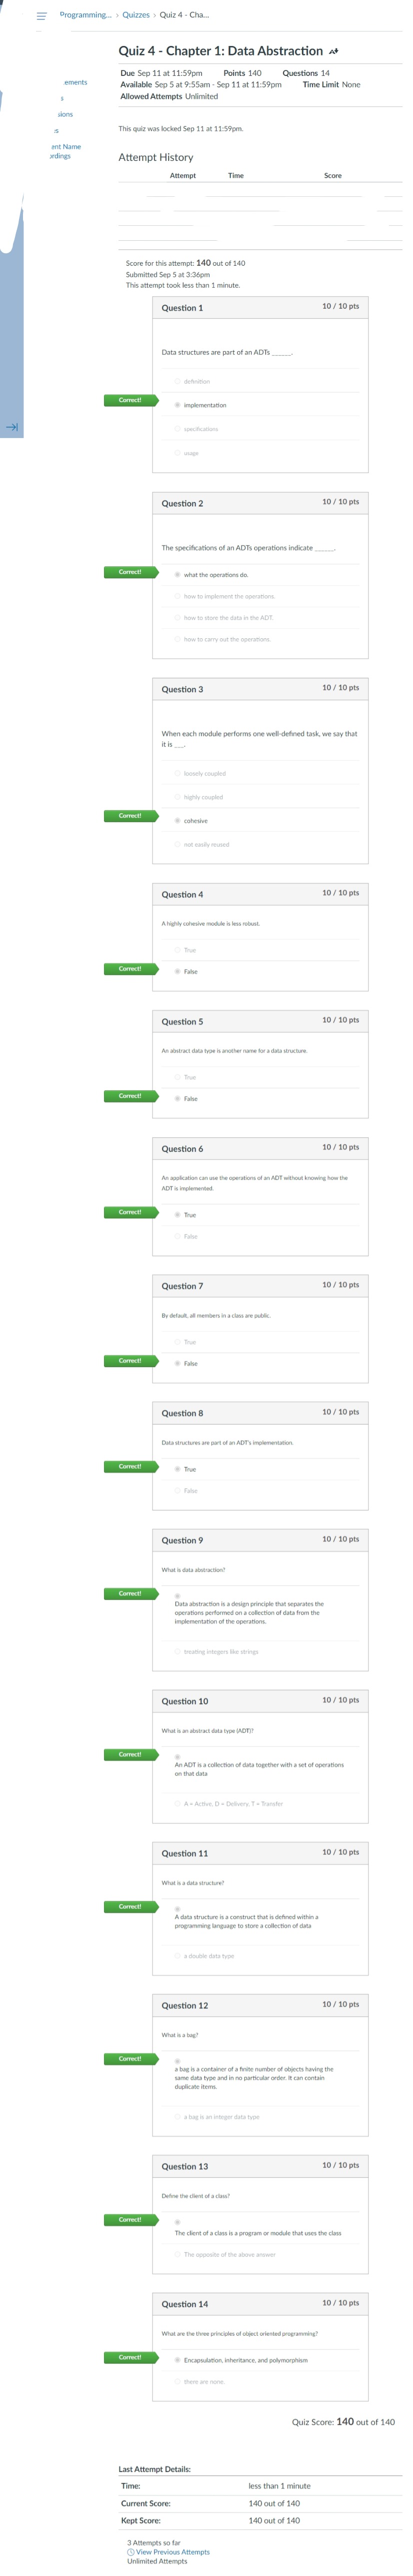 Programming... > Quizzes > Quiz 4 - Cha...
Quiz 4 - Chapter 1: Data Abstraction
Due Sep 11 at 11:59pm Points 140 Questions 14
Available Sep 5 at 9:55am - Sep 11 at 11:59pm Time Limit None
Allowed Attempts Unlimited
ements
s
sions
s
ent Name
ordings
This quiz was locked Sep 11 at 11:59pm.
Attempt History
Attempt Time Score
Score for this attempt: 140 out of 140
Submitted Sep 5 at 3:36pm
This attempt took less than 1 minute.
Question 1 10 / 10 pts
Data structures are part of an ADTs ______.
definition
Correct! implementation
specifications
usage
Question 2 10 / 10 pts
The specifications of an ADTs operations indicate ______.
Correct! what the operations do.
how to implement the operations.
how to store the data in the ADT.
how to carry out the operations.
Question 3 10 / 10 pts
When each module performs one well-defined task, we say that
it is ___.
loosely coupled
highly coupled
Correct! cohesive
not easily reused
Question 4 10 / 10 pts
A highly cohesive module is less robust.
True
Correct! False
Question 5 10 / 10 pts
An abstract data type is another name for a data structure.
True
Correct! False
Question 6 10 / 10 pts
An application can use the operations of an ADT without knowing how the
ADT is implemented.
Correct! True
False
Question 7 10 / 10 pts
By default, all members in a class are public.
True
Correct! False
Question 8 10 / 10 pts
Data structures are part of an ADT's implementation.
Correct! True
False
Question 9 10 / 10 pts
What is data abstraction?
Correct!
Data abstraction is a design principle that separates the
operations performed on a collection of data from the
implementation of the operations.
treating integers like strings
Question 10 10 / 10 pts
What is an abstract data type (ADT)?
Correct!
An ADT is a collection of data together with a set of operations
on that data
A = Active, D = Delivery, T = Transfer
Question 11 10 / 10 pts
What is a data structure?
Correct!
A data structure is a construct that is defined within a
programming language to store a collection of data
a double data type
Question 12 10 / 10 pts
What is a bag?
Correct!
a bag is a container of a finite number of objects having the
same data type and in no particular order. It can contain
duplicate items.
a bag is an integer data type
Question 13 10 / 10 pts
Define the client of a class?
Correct!
The client of a class is a program or module that uses the class
The opposite of the above answer
Question 14 10 / 10 pts
What are the three principles of object oriented programming?
Correct! Encapsulation, inheritance, and polymorphism
there are none.
Quiz Score: 140 out of 140
Last Attempt Details:
Time: less than 1 minute
Current Score: 140 out of 140
Kept Score: 140 out of 140
3 Attempts so far
View Previous Attempts
Unlimited Attempts